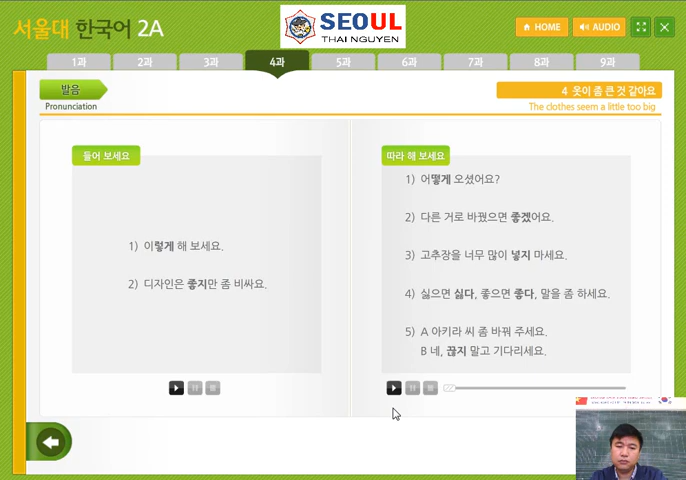 서울대 한국어 2A
SEOUL
THAI NGUYEN
HOME
AUDIO
1과
2과
3과
4과
5과
6과
7과
8과
9과
발음
Pronunciation
4 옷이 좀 큰 것 같아요
The clothes seem a little too big
들어 보세요
1) 이렇게 해 보세요.
2) 디자인은 좋지만 좀 비싸요.
따라 해 보세요
1) 어떻게 오셨어요?
2) 다른 거로 바꿨으면 좋겠어요.
3) 고추장을 너무 많이 넣지 마세요.
4) 싫으면 싫다, 좋으면 좋다, 말을 좀 하세요.
5) A 아키라 씨 좀 바꿔 주세요.
B 네, 끊지 말고 기다리세요.